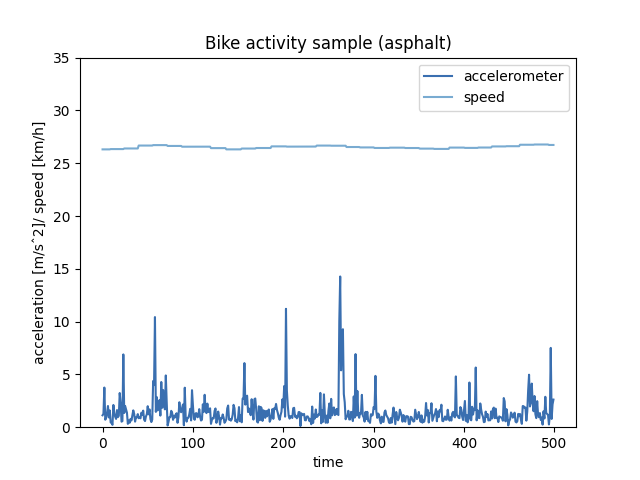 Bike activity sample (asphalt)
accelerometer
speed
acceleration [m/sˆ2]/ speed [km/h]
35
30
25
20
15
10
5
0
0 100 200 300 400 500
time